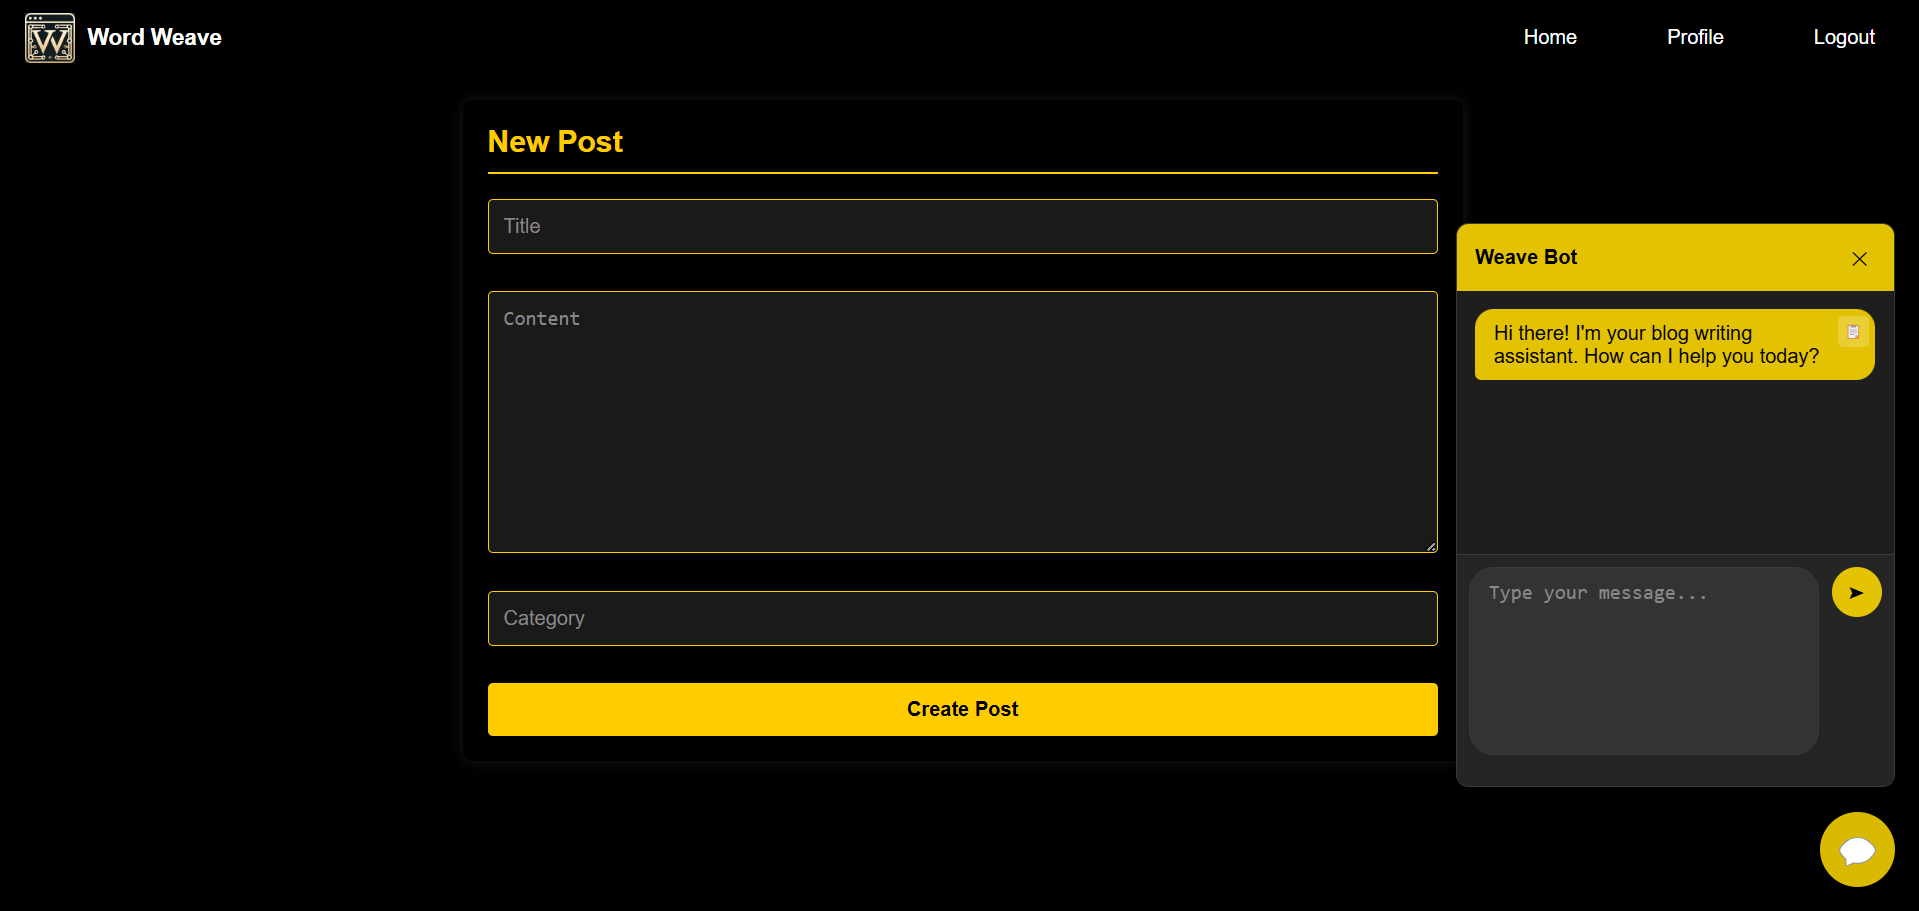 W
Word Weave
Home
Profile
Logout
New Post
Title
Content
Category
Create Post
Weave Bot
Hi there! I'm your blog writing
assistant. How can I help you today?
Type your message...